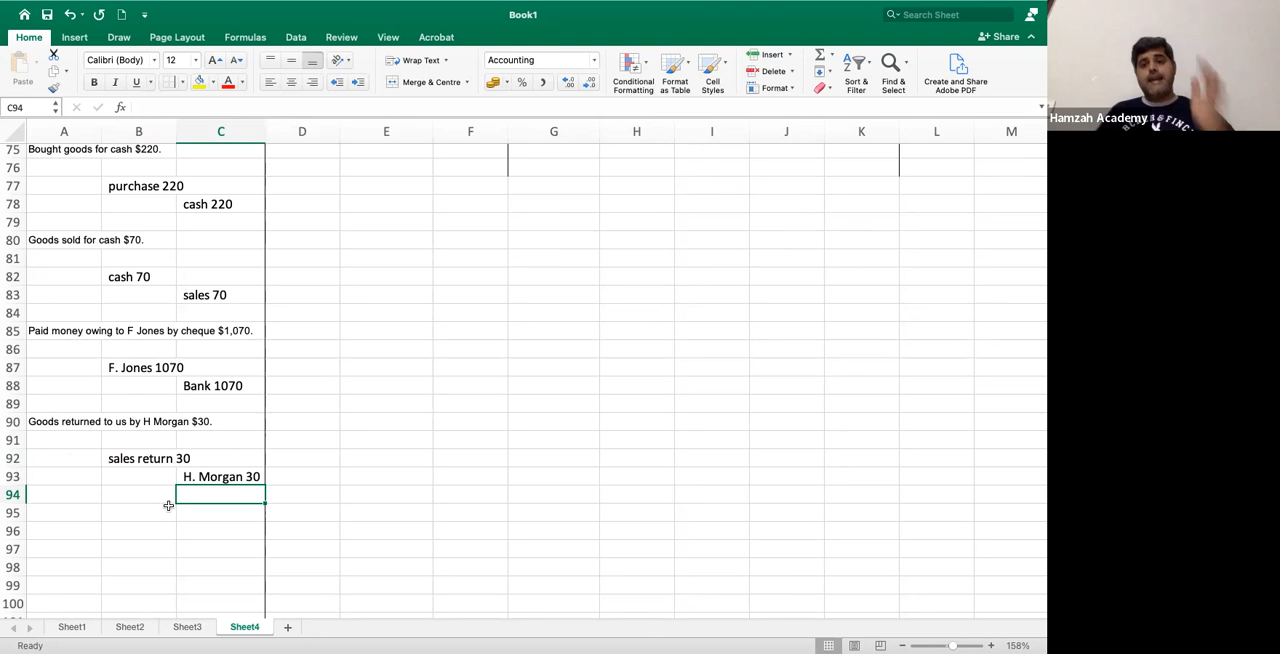 Book1
Search Sheet
Home Insert Draw Page Layout Formulas Data Review View Acrobat
Share
Paste
Calibri (Body) 12 A A
B I U A
Wrap Text
Merge & Centre
Accounting
%
Conditional Formatting
Format as Table
Cell Styles
Insert
Delete
Format
Sort & Filter
Find & Select
Create and Share Adobe PDF
C94 fx
Hamzah Academy
A B C D E F G H I J K L M
75 Bought goods for cash $220.
76
77 purchase 220
78 cash 220
79
80 Goods sold for cash $70.
81
82 cash 70
83 sales 70
84
85 Paid money owing to F Jones by cheque $1,070.
86
87 F. Jones 1070
88 Bank 1070
89
90 Goods returned to us by H Morgan $30.
91
92 sales return 30
93 H. Morgan 30
94
95
96
97
98
99
100
Sheet1 Sheet2 Sheet3 Sheet4 +
Ready
158%